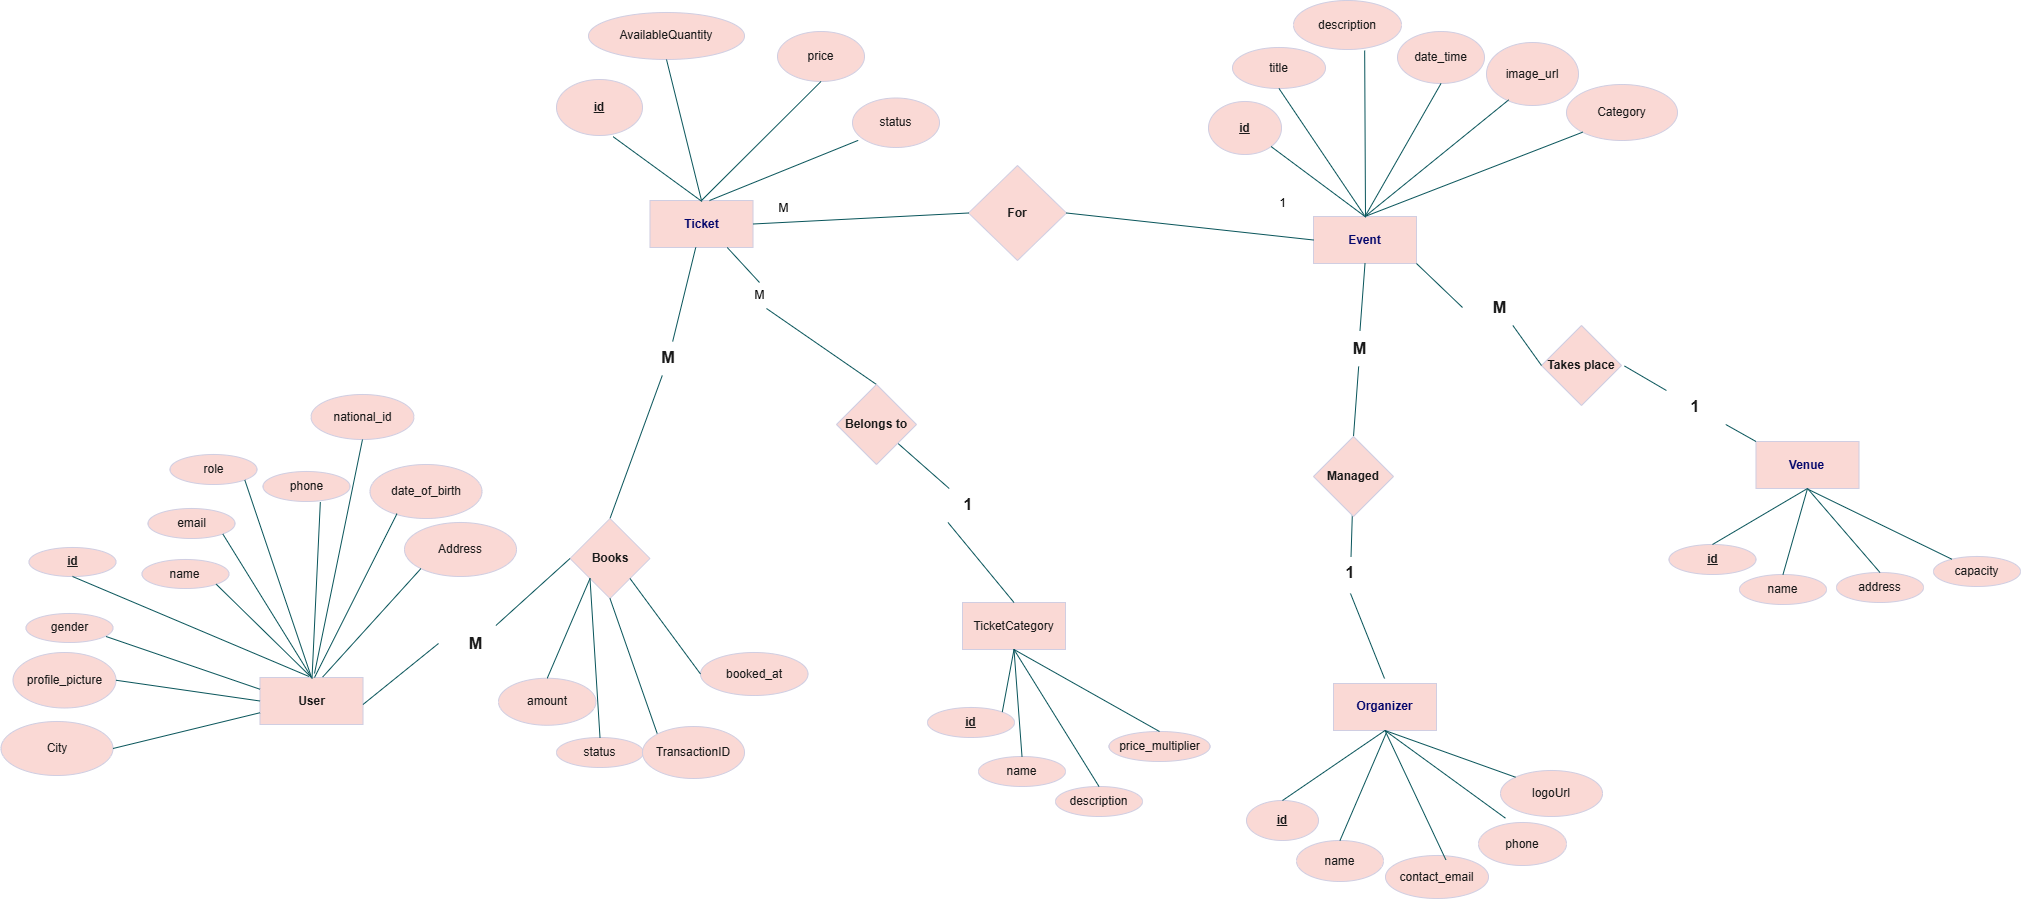 description
AvailableQuantity
price
date_time
title
image_url
id
status
Category
id
M
1
For
Ticket
Event
M
M
M
M
Takes place
1
national_id
Belongs to
role
Venue
phone
date_of_birth
Managed
1
email
Address
Books
id
name
1
id
capacity
name
address
gender
TicketCategory
M
profile_picture
booked_at
User
amount
Organizer
id
City
status
TransactionID
price_multiplier
name
description
logoUrl
id
phone
name
contact_email